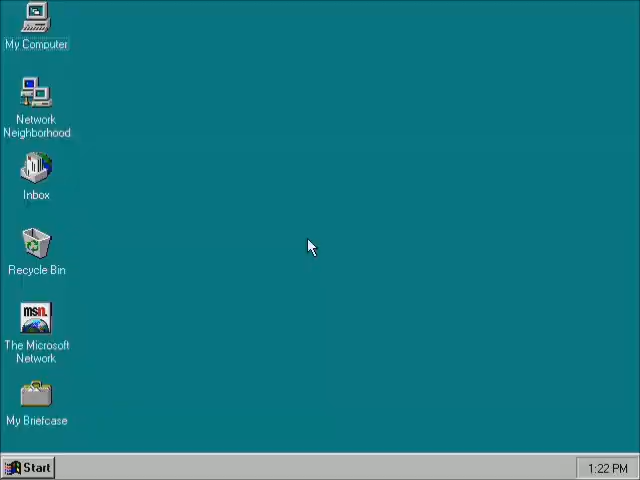 My Computer
Network
Neighborhood
Inbox
Recycle Bin
msn.
The Microsoft
Network
My Briefcase
Start
1:22 PM